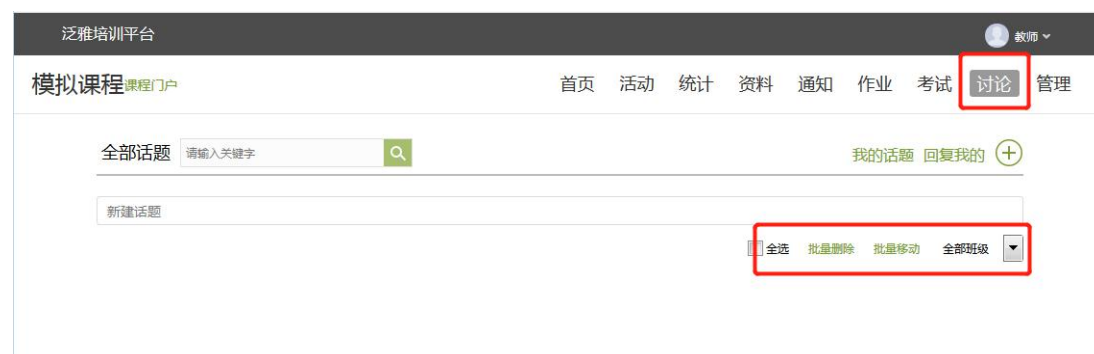 泛雅培训平台 教师
模拟课程课程门户 首页 活动 统计 资料 通知 作业 考试 讨论 管理
全部话题 请输入关键字 我的话题 回复我的
新建话题
全选 批量删除 批量移动 全部班级